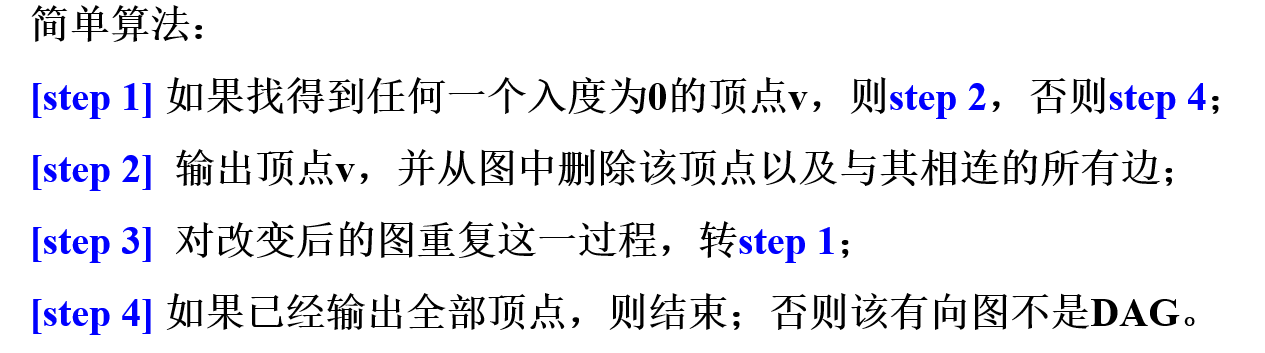 简单算法：
[step 1] 如果找得到任何一个入度为0的顶点v，则step 2，否则step 4；
[step 2] 输出顶点v，并从图中删除该顶点以及与其相连的所有边；
[step 3] 对改变后的图重复这一过程，转step 1；
[step 4] 如果已经输出全部顶点，则结束；否则该有向图不是DAG。